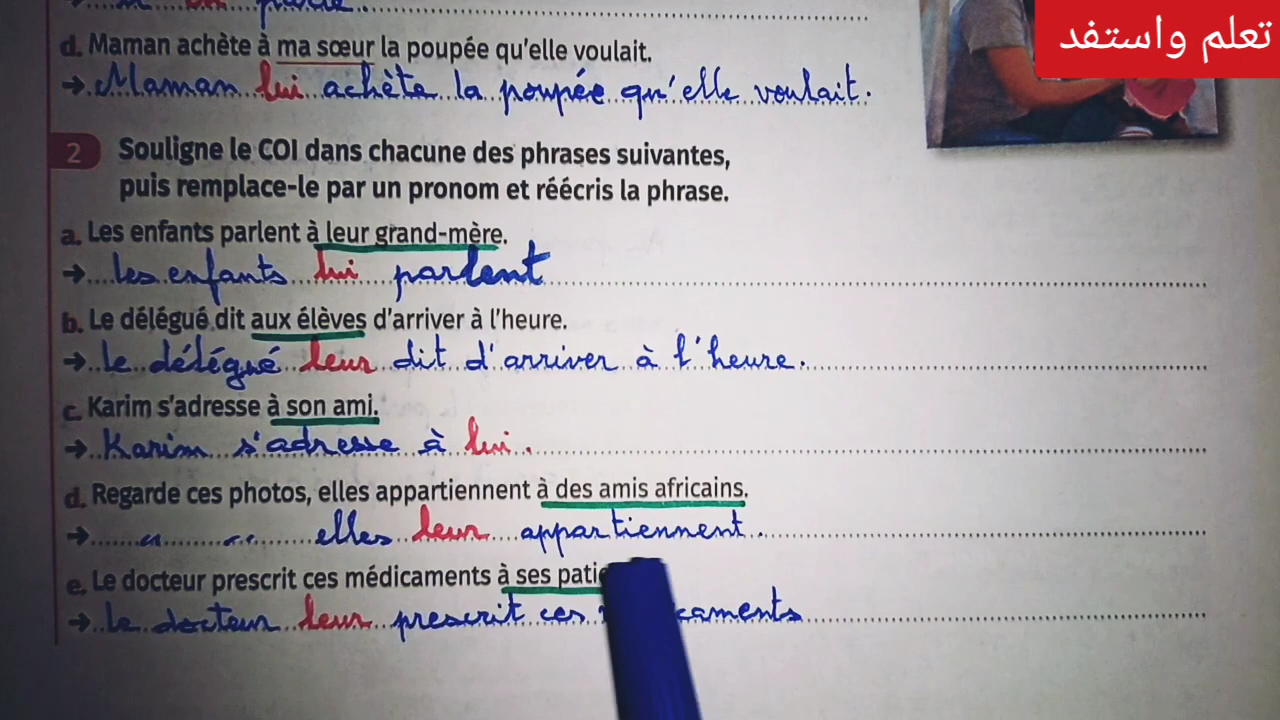 تعلم واستفد
d. Maman achète à ma sœur la poupée qu'elle voulait.
→ Maman lui achète la poupée qu'elle voulait.
2 Souligne le COI dans chacune des phrases suivantes,
puis remplace-le par un pronom et réécris la phrase.
a. Les enfants parlent à leur grand-mère.
→ les enfants lui parlent
b. Le délégué dit aux élèves d'arriver à l'heure.
→ le délégué leur dit d'arriver à l'heure.
c. Karim s'adresse à son ami.
→ Karim s'adresse à lui.
d. Regarde ces photos, elles appartiennent à des amis africains.
→ " " elles leur appartiennent.
e. Le docteur prescrit ces médicaments à ses
→ le docteur leur prescrit ces